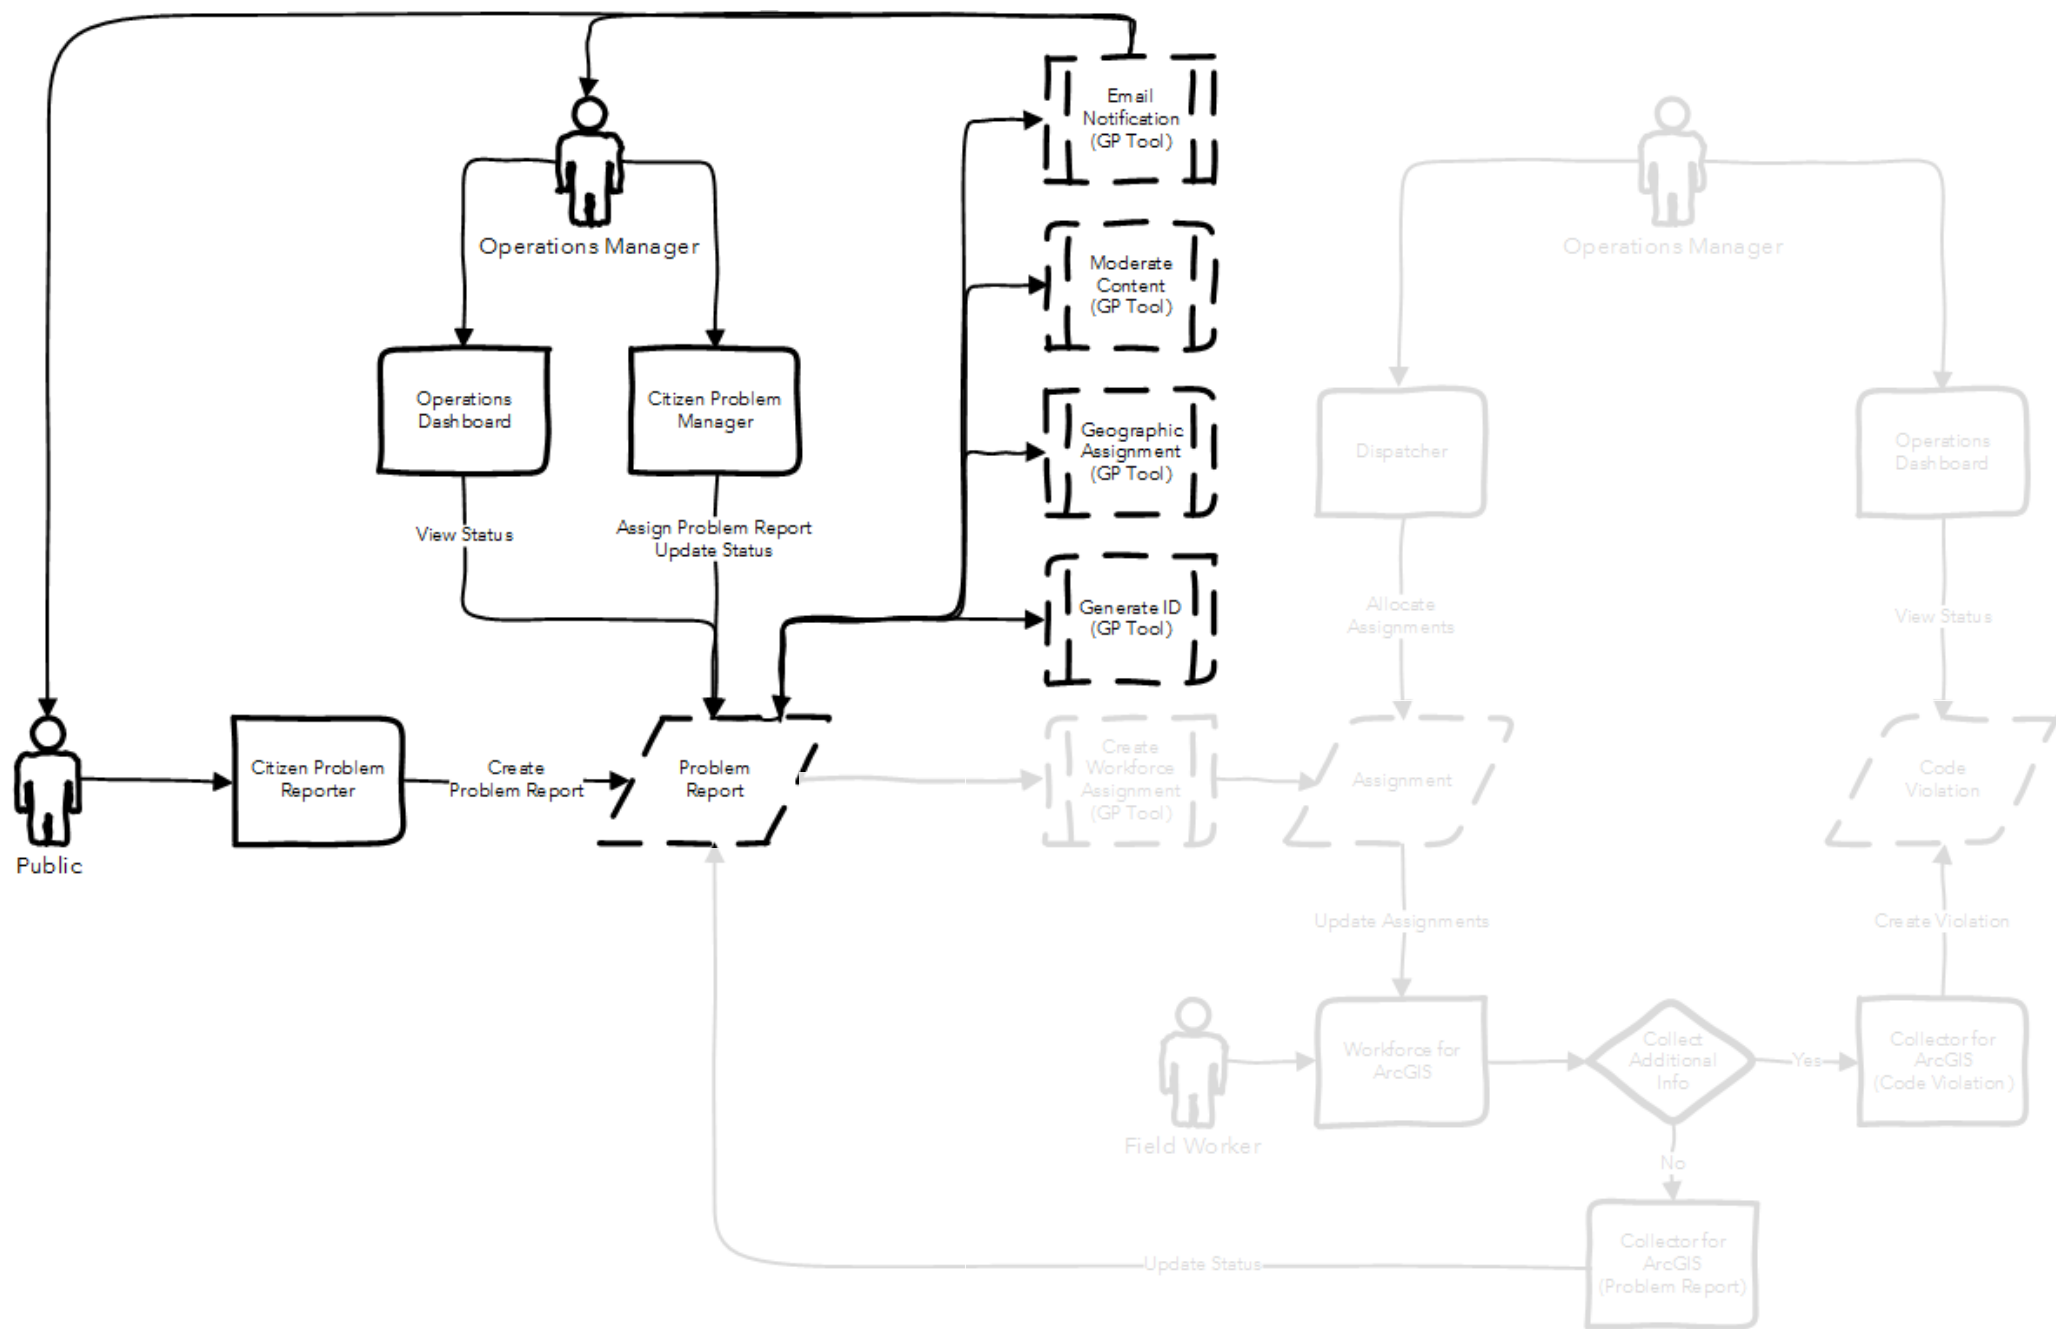 Email
Notification
(GP Tool)
Operations Manager
Operations Manager
Moderate
Content
(GP Tool)
Operations
Dashboard
Citizen Problem
Manager
Geographic
Assignment
(GP Tool)
Dispatcher
Operations
Dashboard
View Status
Assign Problem Report
Update Status
Generate ID
(GP Tool)
Allocate
Assignments
View Status
Public
Citizen Problem
Reporter
Create
Problem Report
Problem
Report
Create
Workforce
Assignment
(GP Tool)
Assignment
Code
Violation
Update Assignments
Create Violation
Field Worker
Workforce for
ArcGIS
Collect
Additional
Info
Yes
Collector for
ArcGIS
(Code Violation)
No
Update Status
Collector for
ArcGIS
(Problem Report)